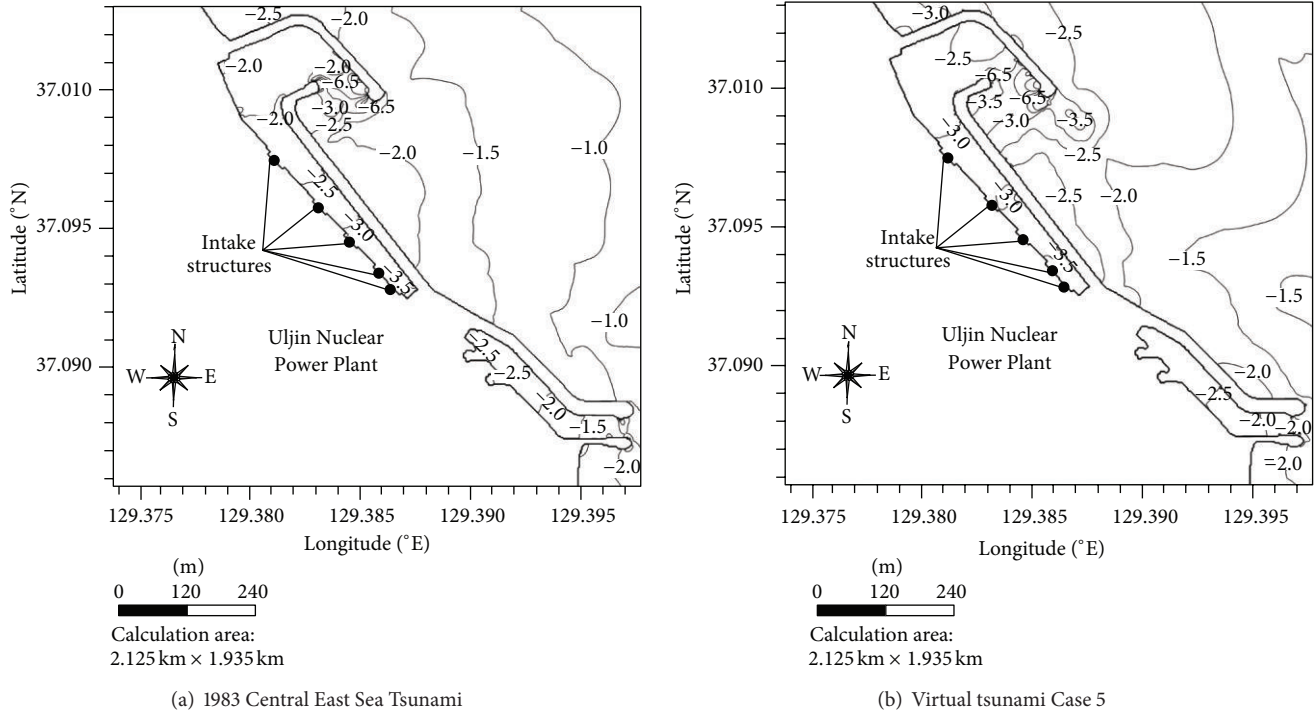 −2.5
−2.0
−2.0
−2.0
−6.5
−3.0
−6.5
−2.0
−2.5
−2.0
−1.5
−1.0
−2.5
−3.0
−3.5
−1.0
−2.5
−2.5
−2.0
−1.5
−2.0
37.010
37.095
37.090
Latitude (°N)
Intake
structures
Uljin Nuclear
Power Plant
N
W
E
S
129.375
129.380
129.385
129.390
129.395
Longitude (°E)
(m)
0
120
240
Calculation area:
2.125 km × 1.935 km
(a) 1983 Central East Sea Tsunami
−3.0
−2.5
−2.5
−6.5
−6.5
−3.5
−3.0
−3.5
−3.0
−2.5
−2.5
−2.0
−3.0
−3.5
−1.5
−1.5
−2.0
−2.5
−2.0
−2.0
=2.0
37.010
37.095
37.090
Latitude (°N)
Intake
structures
Uljin Nuclear
Power Plant
N
W
E
S
129.375
129.380
129.385
129.390
129.395
Longitude (°E)
(m)
0
120
240
Calculation area:
2.125 km × 1.935 km
(b) Virtual tsunami Case 5